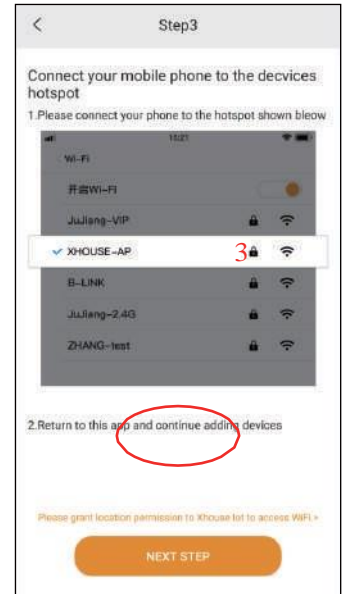 Step3
Connect your mobile phone to the decvices
hotspot
1.Please connect your phone to the hotspot shown bleow
15:21
Wi-Fi
开启Wi-Fi
JuJiang-VIP
XHOUSE-AP 3
B-LINK
JuJiang-2.4G
ZHANG-test
2.Return to this app and continue adding devices
Please grant location permission to Xhouse Iot to access WiFi >
NEXT STEP